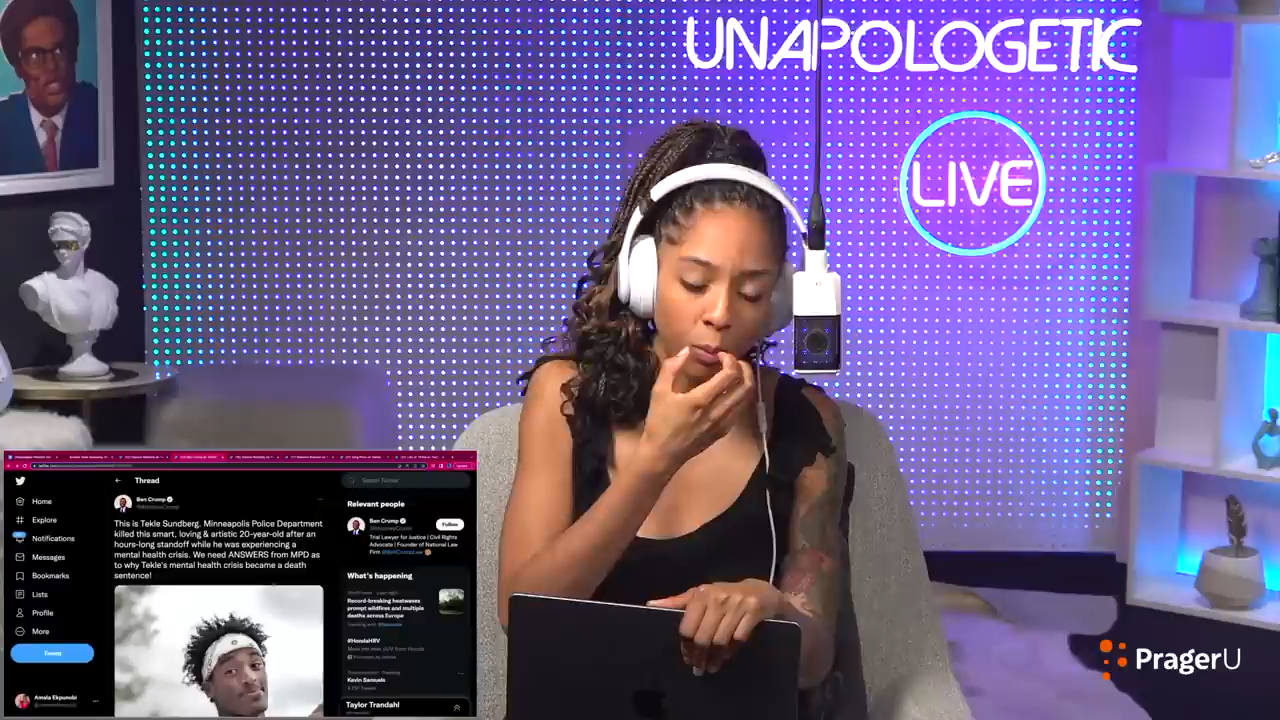 UNAPOLOGETIC
LIVE
PragerU
Thread
Home
Explore
Notifications
Messages
Bookmarks
Lists
Profile
More
Tweet
Amala Ekpunobi
Ben Crump
This is Tekle Sundberg. Minneapolis Police Department
killed this smart, loving & artistic 20-year-old after an
hours-long standoff while he was experiencing a
mental health crisis. We need ANSWERS from MPD as
to why Tekle's mental health crisis became a death
sentence!
Relevant people
Ben Crump
Follow
Trial Lawyer for Justice | Civil Rights
Advocate | Founder of National Law
Firm @BenCrumpLaw
What's happening
Record-breaking heatwaves
prompt wildfires and multiple
deaths across Europe
#HondaHRV
Kevin Samuels
Taylor Trandahl